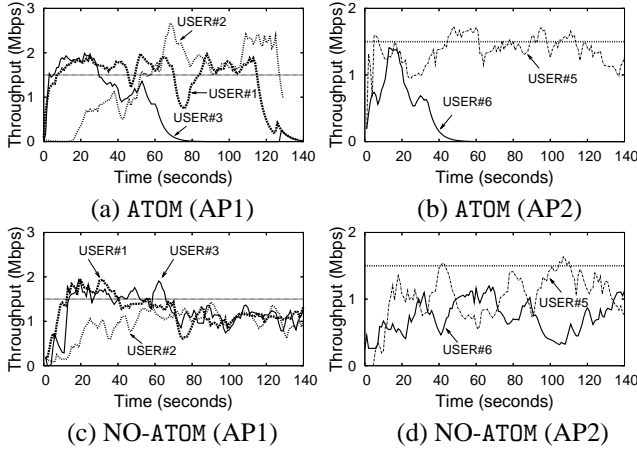 Throughput (Mbps)
3
2
1
0
USER#2
USER#1
USER#3
0 20 40 60 80 100 120 140
Time (seconds)
(a) ATOM (AP1)
Throughput (Mbps)
2
1
0
USER#5
USER#6
0 20 40 60 80 100 120 140
Time (seconds)
(b) ATOM (AP2)
Throughput (Mbps)
3
2
1
0
USER#1
USER#3
USER#2
0 20 40 60 80 100 120 140
Time (seconds)
(c) NO-ATOM (AP1)
Throughput (Mbps)
2
1
0
USER#5
USER#6
0 20 40 60 80 100 120 140
Time (seconds)
(d) NO-ATOM (AP2)